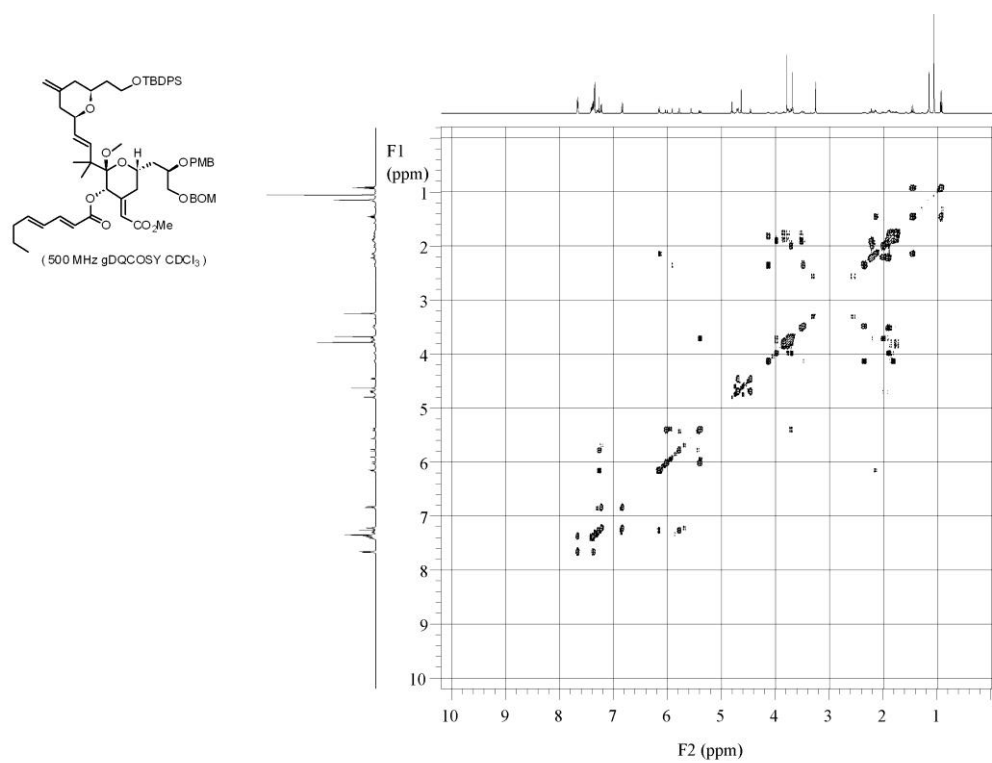 OTBDPS
O
O
H
O
OPMB
OBOM
O
O
CO₂Me
( 500 MHz gDQCOSY CDCl₃ )
F1
(ppm)
1
2
3
4
5
6
7
8
9
10
10 9 8 7 6 5 4 3 2 1
F2 (ppm)